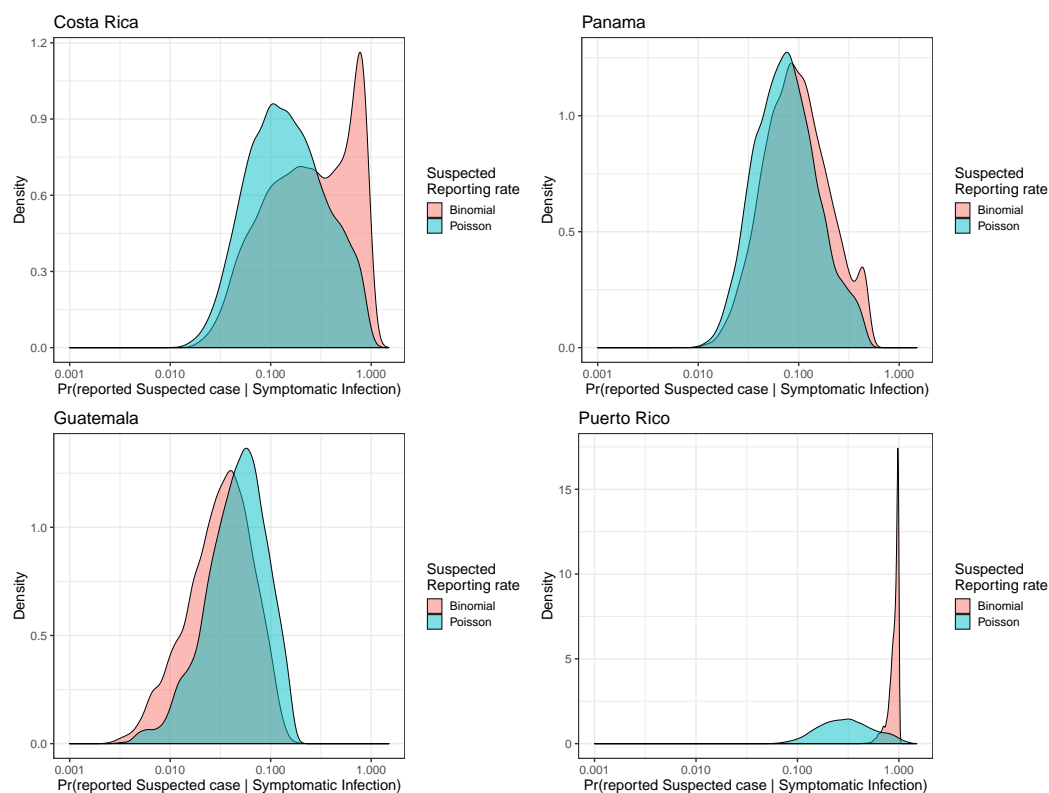 Costa Rica
1.2
0.9
0.6
0.3
0.0
Density
0.001 0.010 0.100 1.000
Pr(reported Suspected case | Symptomatic Infection)
Suspected
Reporting rate
Binomial
Poisson
Panama
1.0
0.5
0.0
Density
0.001 0.010 0.100 1.000
Pr(reported Suspected case | Symptomatic Infection)
Suspected
Reporting rate
Binomial
Poisson
Guatemala
1.0
0.5
0.0
Density
0.001 0.010 0.100 1.000
Pr(reported Suspected case | Symptomatic Infection)
Suspected
Reporting rate
Binomial
Poisson
Puerto Rico
15
10
5
0
Density
0.001 0.010 0.100 1.000
Pr(reported Suspected case | Symptomatic Infection)
Suspected
Reporting rate
Binomial
Poisson